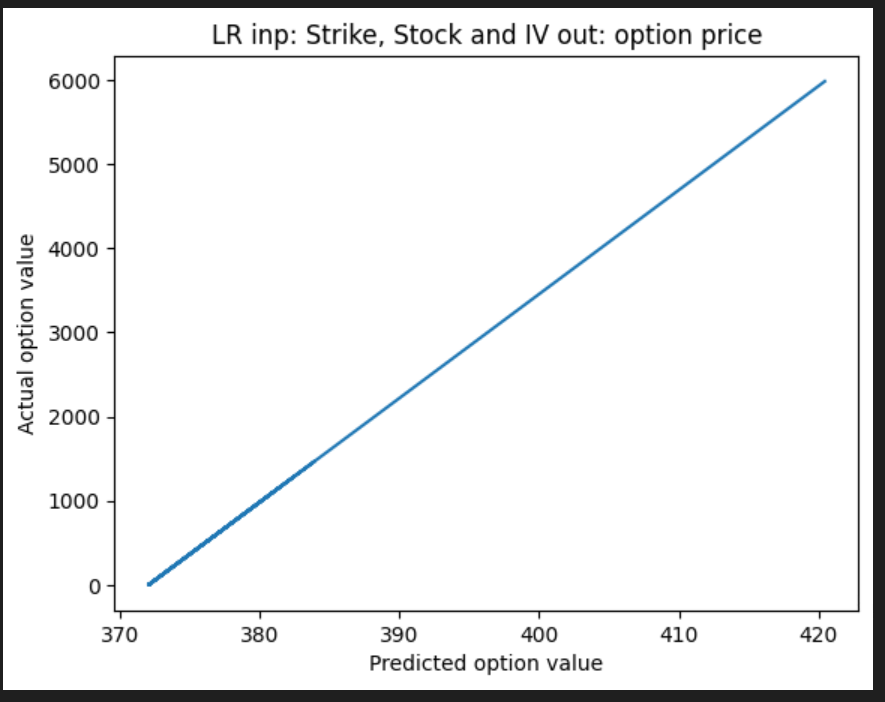 LR inp: Strike, Stock and IV out: option price
6000
5000
4000
3000
2000
1000
0
Actual option value
370 380 390 400 410 420
Predicted option value